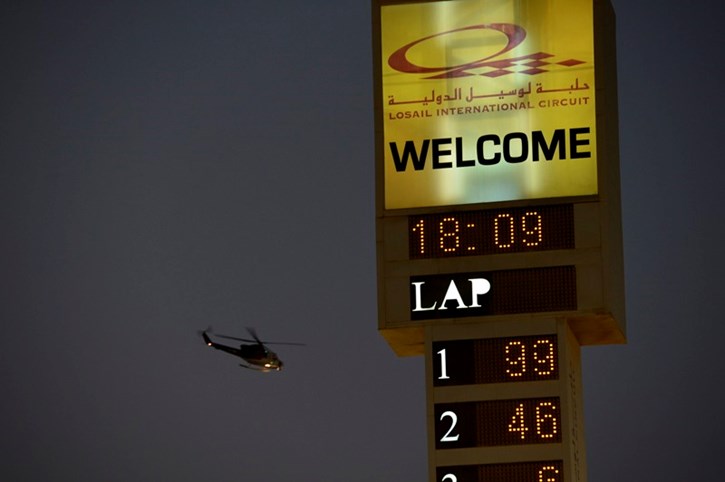 حلبة لوسيل الدولية
LOSAIL INTERNATIONAL CIRCUIT
WELCOME
18:09
LAP
1 99
2 46